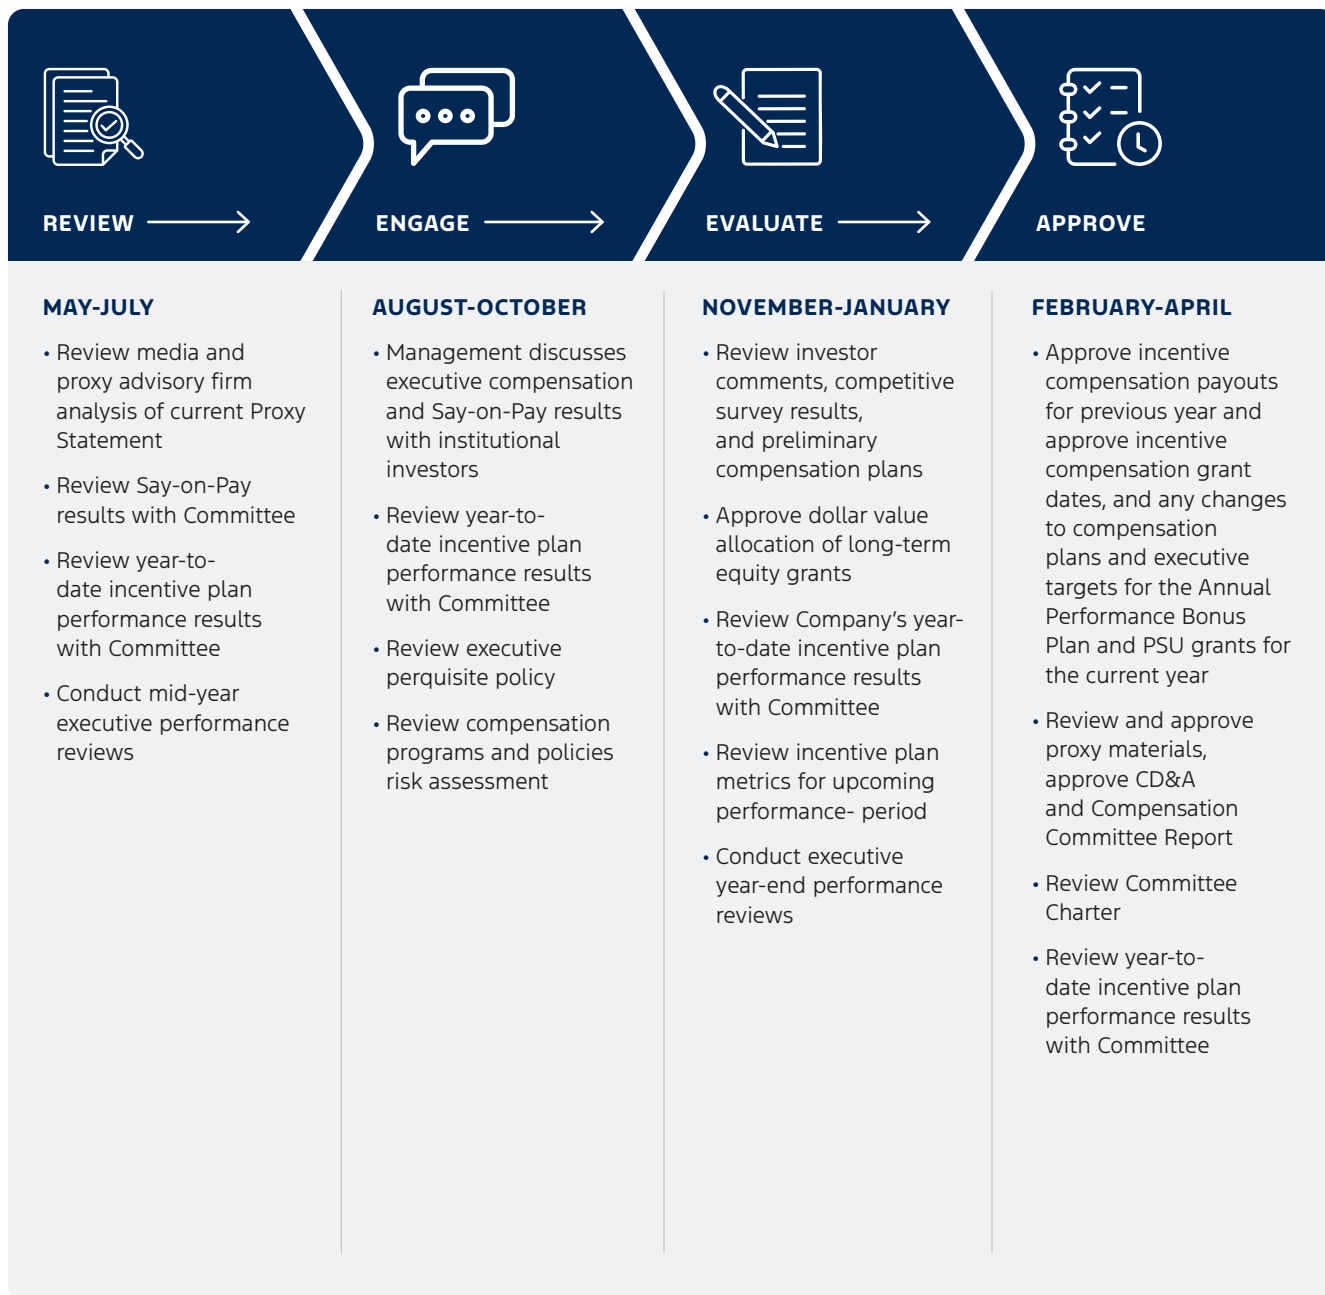 REVIEW
ENGAGE
EVALUATE
APPROVE
MAY-JULY
• Review media and
proxy advisory firm
analysis of current Proxy
Statement
• Review Say-on-Pay
results with Committee
• Review year-to-
date incentive plan
performance results
with Committee
• Conduct mid-year
executive performance
reviews
AUGUST-OCTOBER
• Management discusses
executive compensation
and Say-on-Pay results
with institutional
investors
• Review year-to-
date incentive plan
performance results
with Committee
• Review executive
perquisite policy
• Review compensation
programs and policies
risk assessment
NOVEMBER-JANUARY
• Review investor
comments, competitive
survey results,
and preliminary
compensation plans
• Approve dollar value
allocation of long-term
equity grants
• Review Company’s year-
to-date incentive plan
performance results
with Committee
• Review incentive plan
metrics for upcoming
performance- period
• Conduct executive
year-end performance
reviews
FEBRUARY-APRIL
• Approve incentive
compensation payouts
for previous year and
approve incentive
compensation grant
dates, and any changes
to compensation
plans and executive
targets for the Annual
Performance Bonus
Plan and PSU grants for
the current year
• Review and approve
proxy materials,
approve CD&A
and Compensation
Committee Report
• Review Committee
Charter
• Review year-to-
date incentive plan
performance results
with Committee